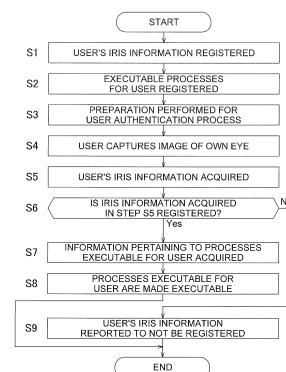 START
S1 USER'S IRIS INFORMATION REGISTERED
S2 EXECUTABLE PROCESSES
FOR USER REGISTERED
S3 PREPARATION PERFORMED FOR
USER AUTHENTICATION PROCESS
S4 USER CAPTURES IMAGE OF OWN EYE
S5 USER'S IRIS INFORMATION ACQUIRED
S6 IS IRIS INFORMATION ACQUIRED
IN STEP S5 REGISTERED?
Yes
S7 INFORMATION PERTAINING TO PROCESSES
EXECUTABLE FOR USER ACQUIRED
S8 PROCESSES EXECUTABLE FOR
USER ARE MADE EXECUTABLE
S9 USER'S IRIS INFORMATION
REPORTED TO NOT BE REGISTERED
END